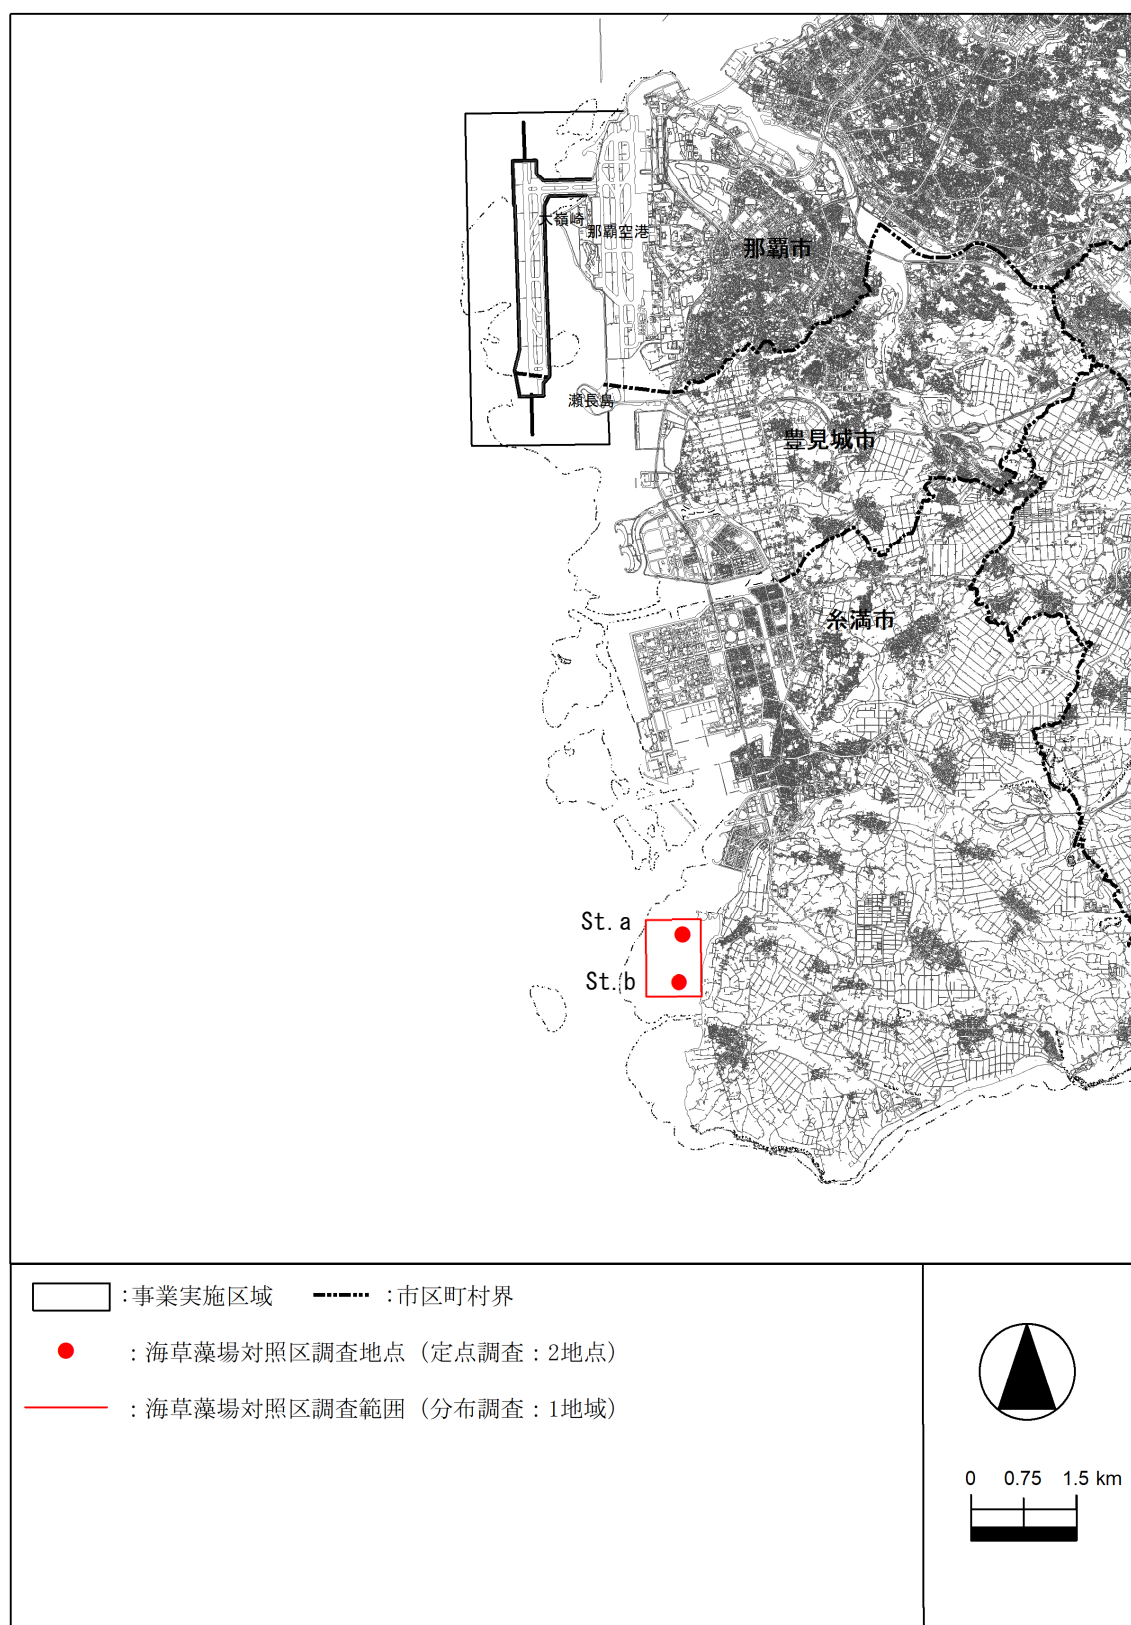 大嶺崎
那覇空港
那覇市
瀬長島
豊見城市
糸満市
St.a
St.b
:事業実施区域
:市区町村界
:海草藻場対照区調査地点（定点調査：2地点）
:海草藻場対照区調査範囲（分布調査：1地域）
0 0.75 1.5 km